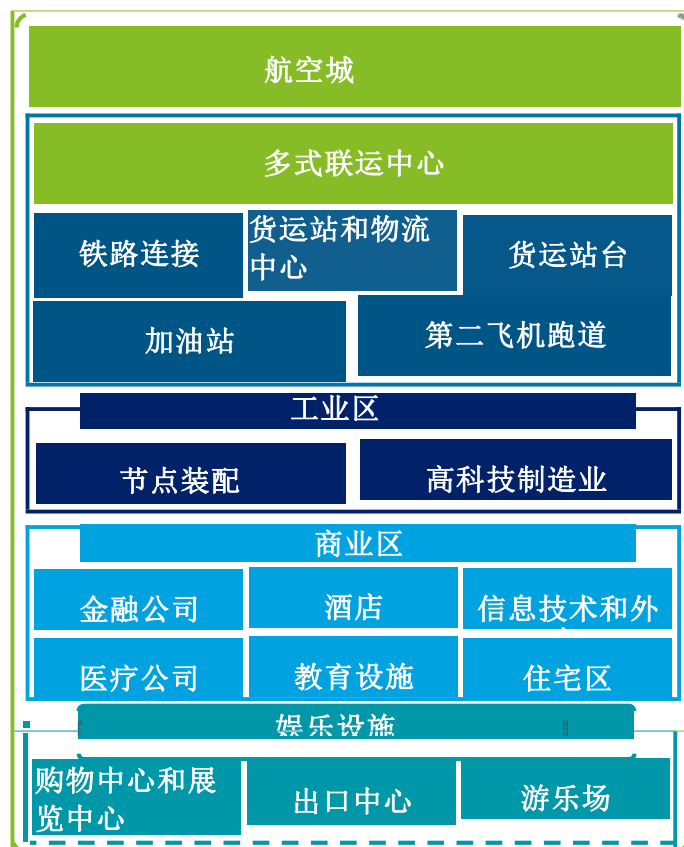 航空城
多式联运中心
铁路连接
货运站和物流
中心
货运站台
加油站
第二飞机跑道
工业区
节点装配
高科技制造业
商业区
金融公司
酒店
信息技术和外
医疗公司
教育设施
住宅区
娱乐设施
购物中心和展
览中心
出口中心
游乐场